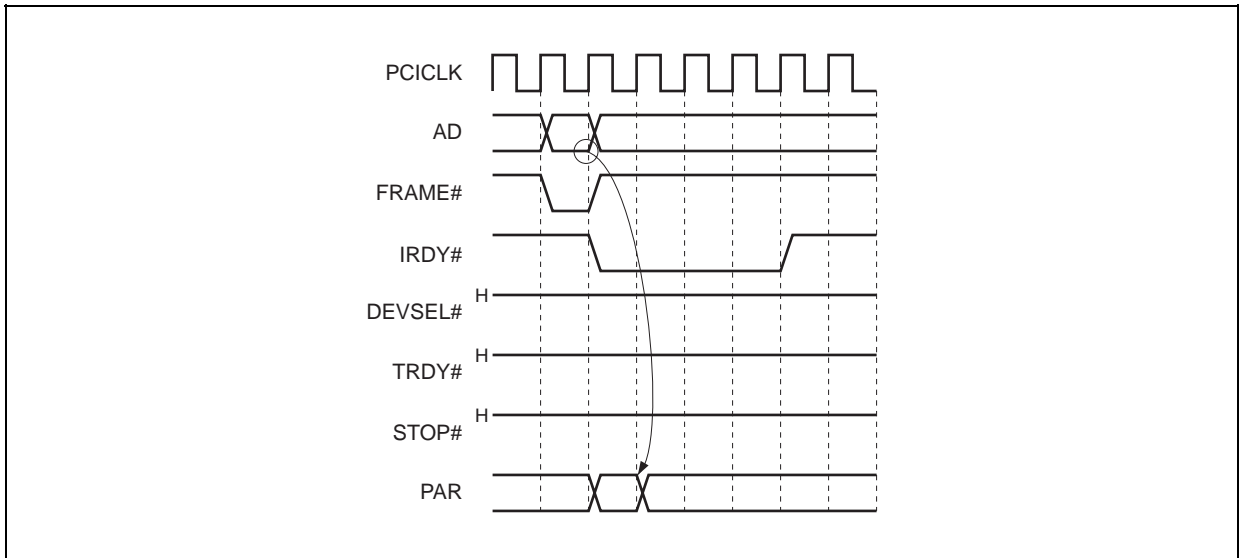 PCICLK
AD
FRAME#
IRDY#
H
DEVSEL#
H
TRDY#
H
STOP#
PAR